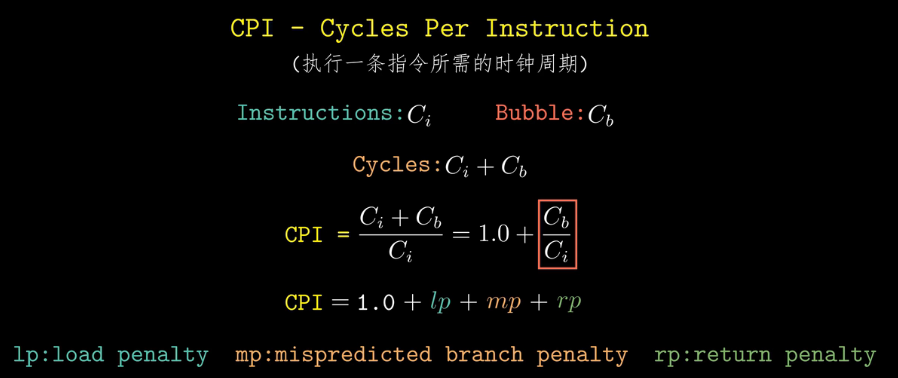 CPI - Cycles Per Instruction
(执行一条指令所需的时钟周期)
Instructions:C_i Bubble:C_b
Cycles:C_i + C_b
CPI = \frac{C_i + C_b}{C_i} = 1.0 + \frac{C_b}{C_i}
CPI = 1.0 + lp + mp + rp
lp:load penalty mp:mispredicted branch penalty rp:return penalty